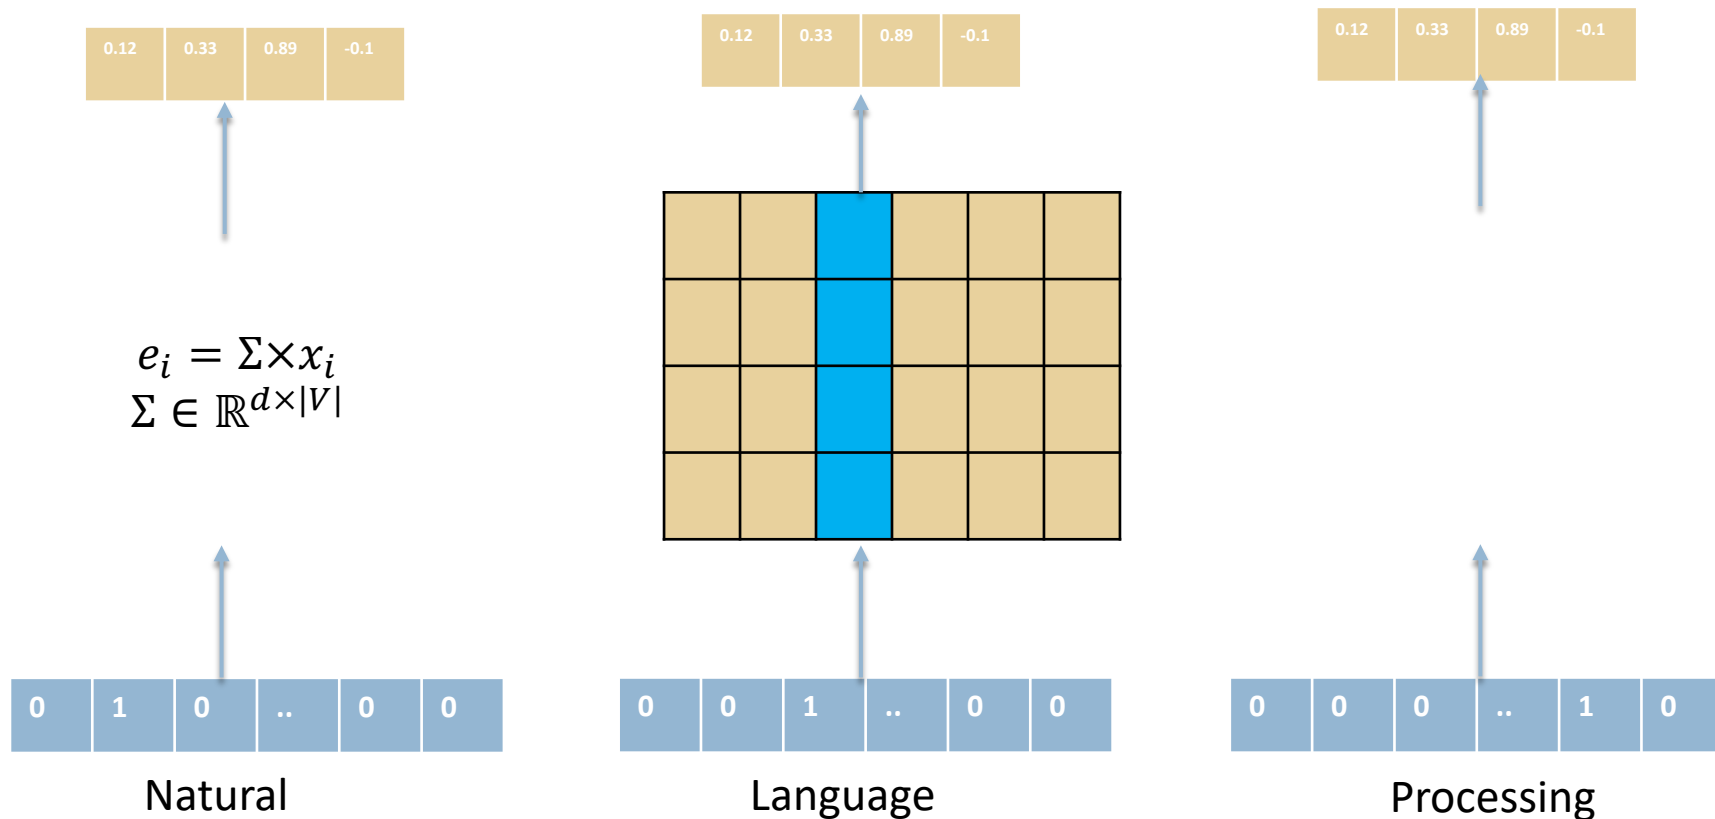 0.12 0.33 0.89 -0.1
0.12 0.33 0.89 -0.1
0.12 0.33 0.89 -0.1
e_i = Σ×x_i
Σ ∈ ℝ^{d×|V|}
0 1 0 .. 0 0
0 0 1 .. 0 0
0 0 0 .. 1 0
Natural
Language
Processing